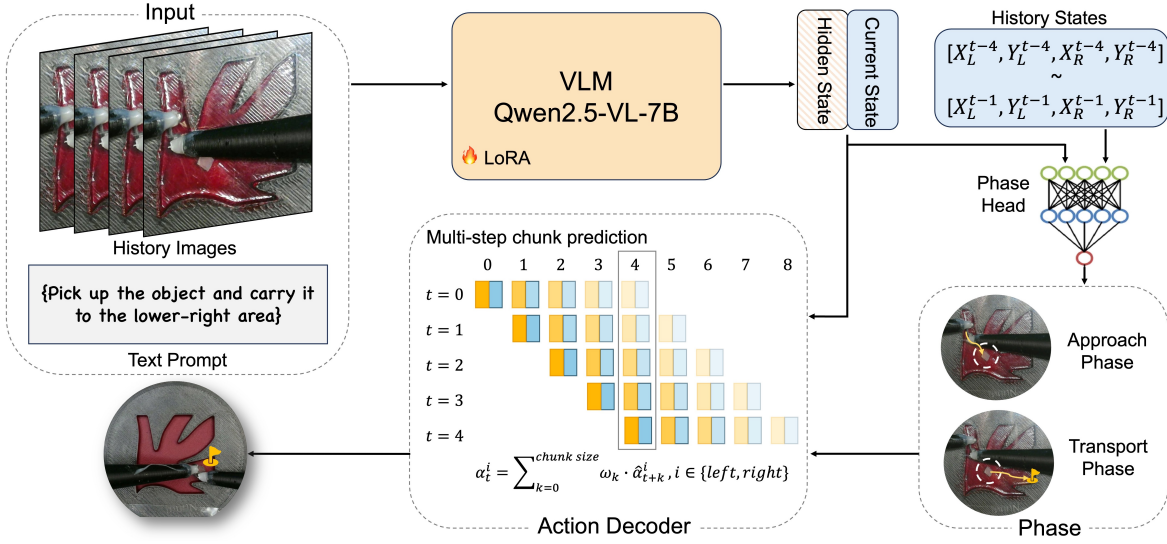 Input
History Images
{Pick up the object and carry it
to the lower-right area}
Text Prompt
VLM
Qwen2.5-VL-7B
LoRA
Hidden State
Current State
History States
[X_L^{t-4}, Y_L^{t-4}, X_R^{t-4}, Y_R^{t-4}]
~
[X_L^{t-1}, Y_L^{t-1}, X_R^{t-1}, Y_R^{t-1}]
Phase
Head
Multi-step chunk prediction
0 1 2 3 4 5 6 7 8
t = 0
t = 1
t = 2
t = 3
t = 4
α_t^i = ∑_{k=0}^{chunk size} ω_k · â_{t+k}^i, i ∈ {left, right}
Action Decoder
Approach
Phase
Transport
Phase
Phase